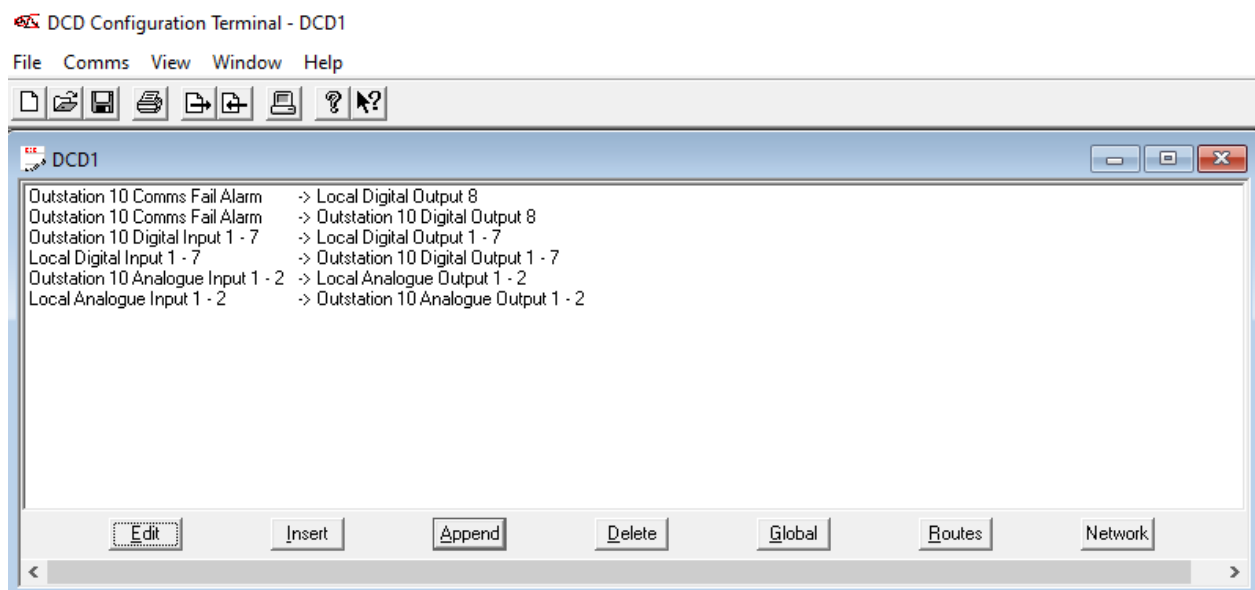 DCD Configuration Terminal - DCD1
File Comms View Window Help
DCD1
Outstation 10 Comms Fail Alarm -> Local Digital Output 8
Outstation 10 Comms Fail Alarm -> Outstation 10 Digital Output 8
Outstation 10 Digital Input 1 - 7 -> Local Digital Output 1 - 7
Local Digital Input 1 - 7 -> Outstation 10 Digital Output 1 - 7
Outstation 10 Analogue Input 1 - 2 -> Local Analogue Output 1 - 2
Local Analogue Input 1 - 2 -> Outstation 10 Analogue Output 1 - 2
Edit Insert Append Delete Global Routes Network